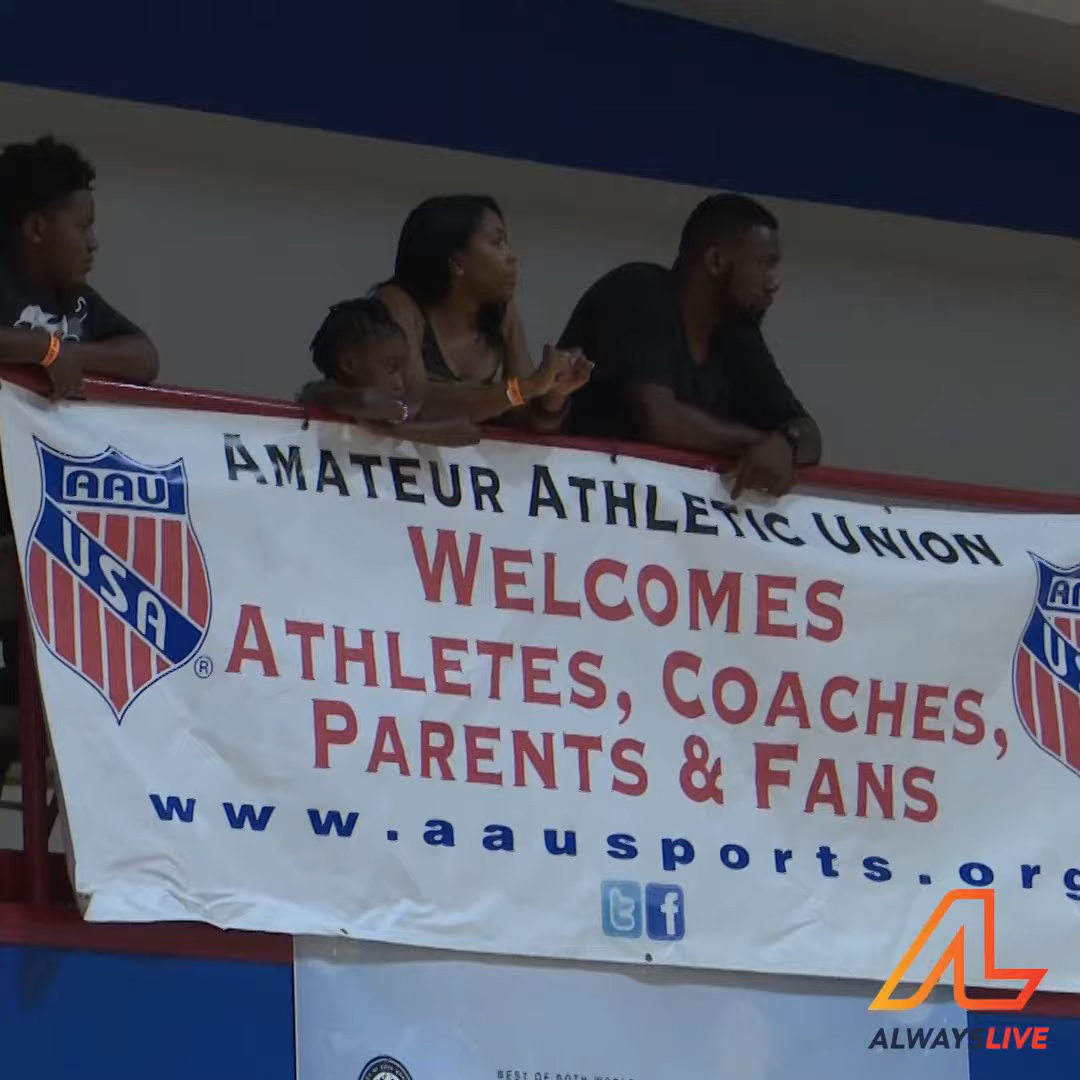 AAU
USA
®
AMATEUR ATHLETIC UNION
WELCOMES
ATHLETES, COACHES,
PARENTS & FANS
www.aausports.org
t f
ALWAYSLIVE